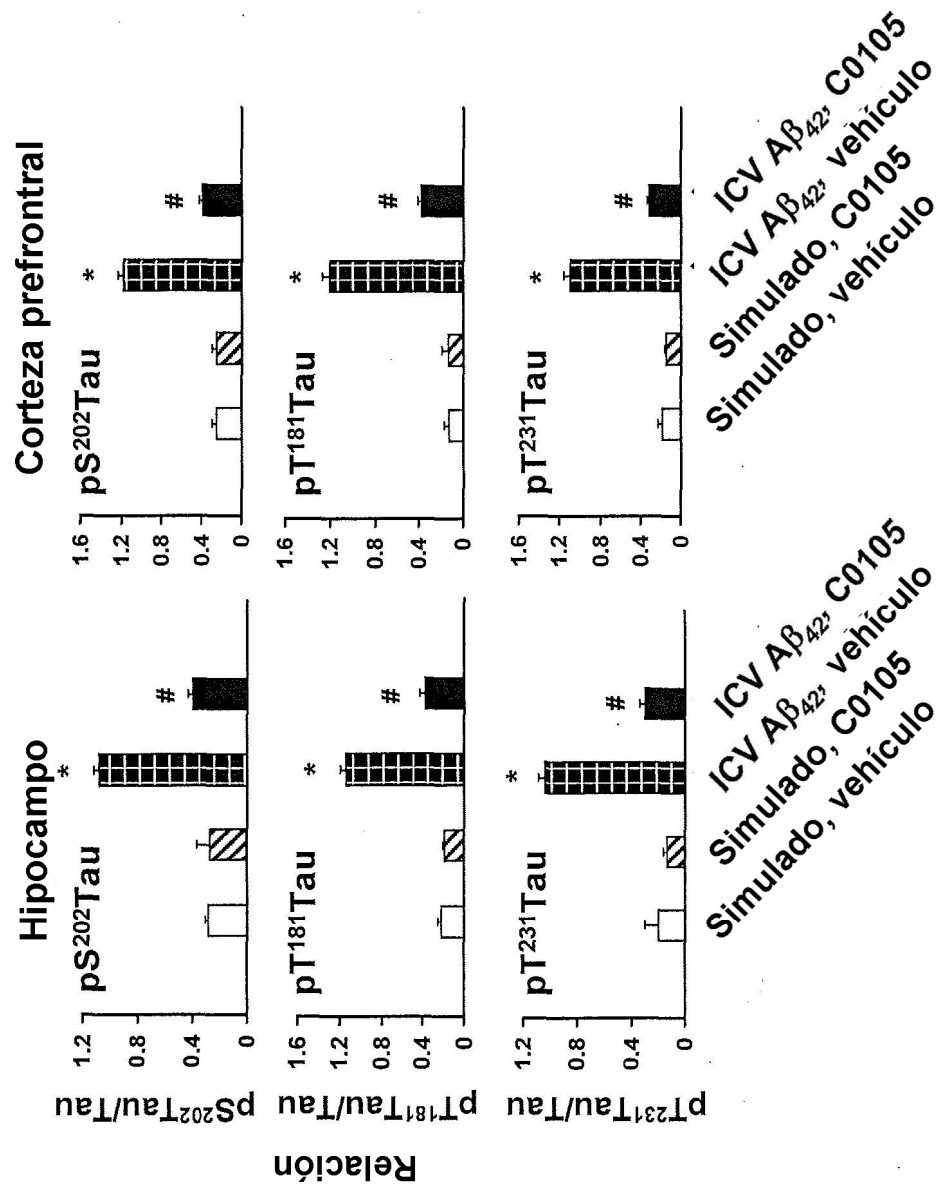 Hipocampo
Corteza prefrontral
Relación
pS202Tau/Tau
pS202Tau
1.2
0.8
0.4
0
*
#
pS202Tau
1.6
1.2
0.8
0.4
0
*
#
pT181Tau/Tau
pT181Tau
1.6
1.2
0.8
0.4
0
*
#
pT181Tau
1.6
1.2
0.8
0.4
0
*
#
pT231Tau/Tau
pT231Tau
1.2
0.8
0.4
0
*
#
pT231Tau
1.6
1.2
0.8
0.4
0
*
#
Simulado, vehículo
Simulado, C0105
ICV Aβ42, vehículo
ICV Aβ42, C0105
Simulado, vehículo
Simulado, C0105
ICV Aβ42, vehículo
ICV Aβ42, C0105